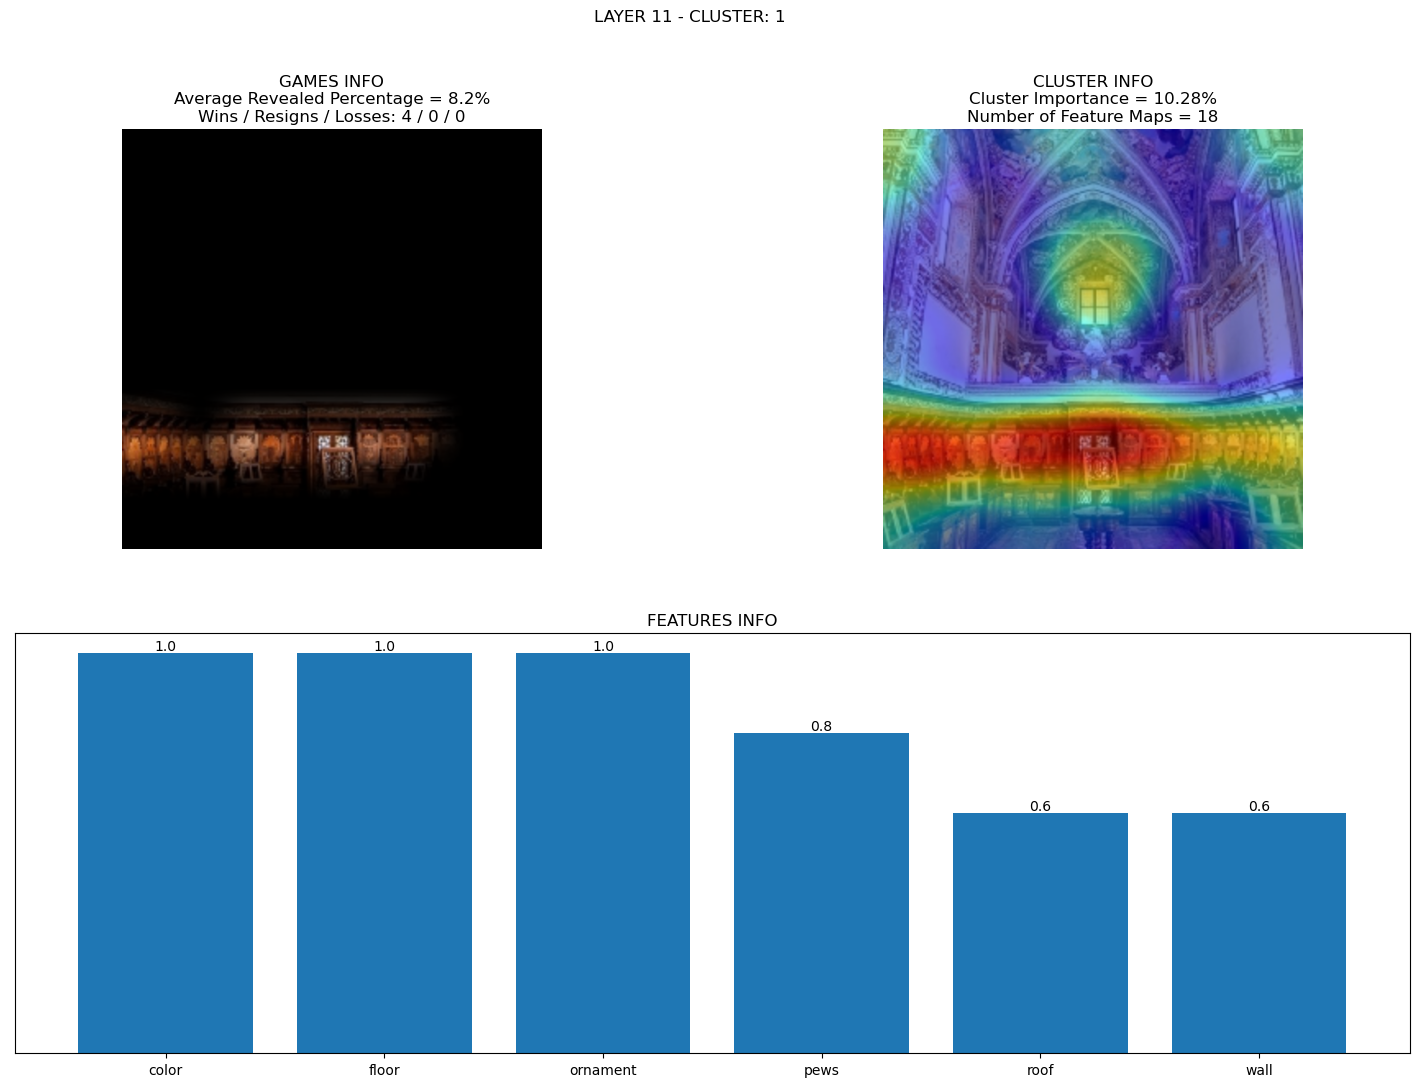 LAYER 11 - CLUSTER: 1
GAMES INFO
Average Revealed Percentage = 8.2%
Wins / Resigns / Losses: 4 / 0 / 0
CLUSTER INFO
Cluster Importance = 10.28%
Number of Feature Maps = 18
FEATURES INFO
1.0 1.0 1.0 0.8 0.6 0.6
color floor ornament pews roof wall